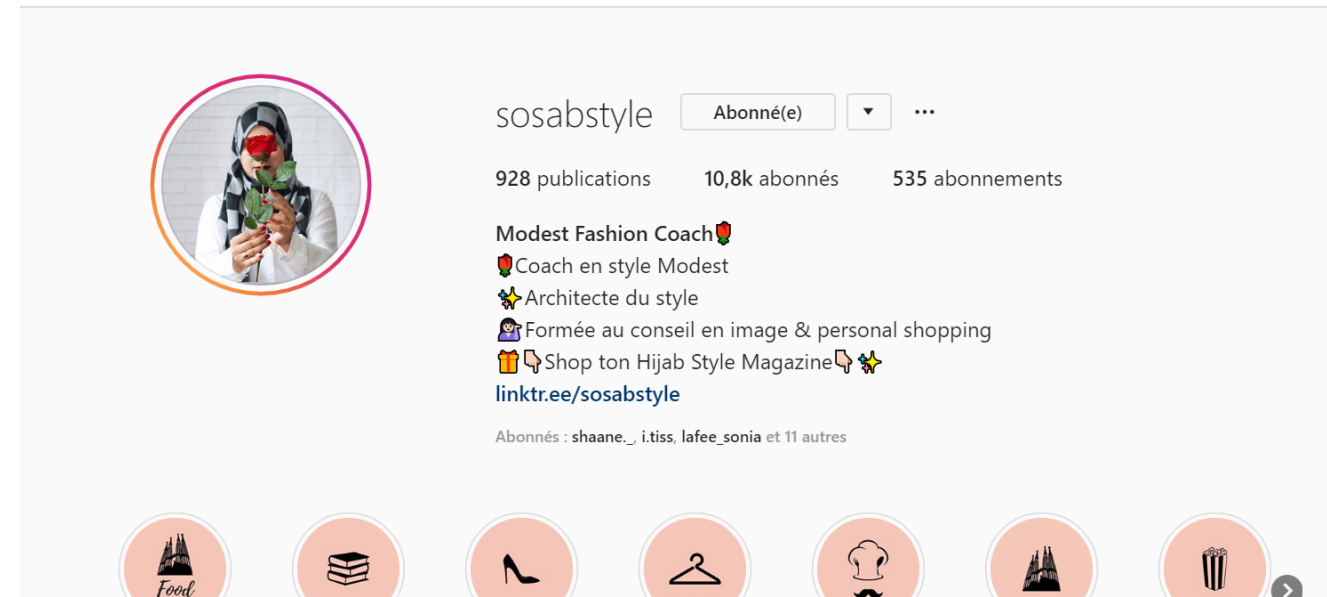 sosabstyle Abonné(e) ▼ ...
928 publications 10,8k abonnés 535 abonnements
Modest Fashion Coach🌹
🌹Coach en style Modest
✨Architecte du style
💁🏻‍♀️Formée au conseil en image & personal shopping
🎁👇🏻Shop ton Hijab Style Magazine👇🏻✨
linktr.ee/sosabstyle
Abonnés : shaane._, i.tiss, lafee_sonia et 11 autres
Food